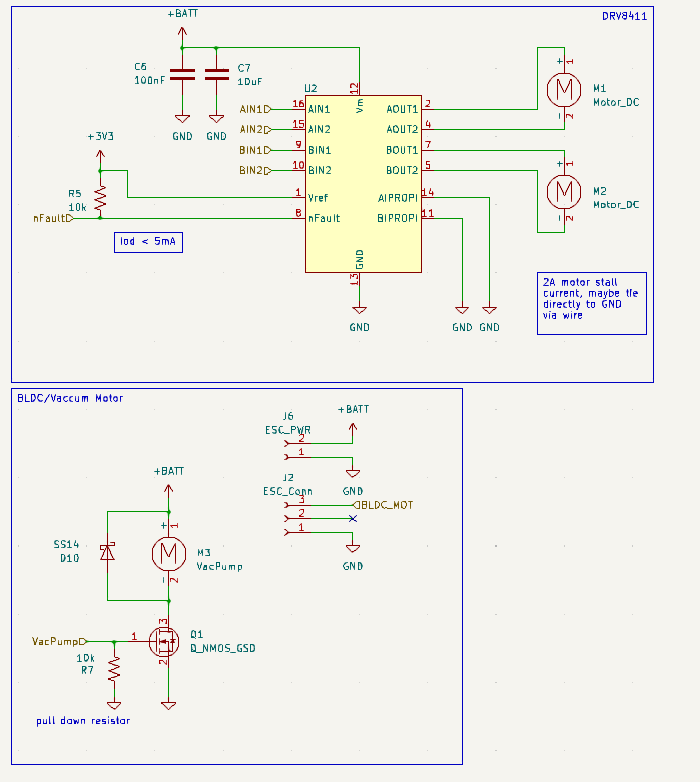 DRV8411
+BATT
C6
100nF
C7
10uF
GND
GND
U2
12
Vm
AIN1
16
AIN1
AOUT1
2
AIN2
15
AIN2
AOUT2
4
BIN1
9
BIN1
BOUT1
7
BIN2
10
BIN2
BOUT2
5
+3V3
R5
10k
1
Vref
AIPROPI
14
nFault
8
nFault
BIPROPI
11
Iod < 5mA
GND
13
GND
GND
GND
+
1
M
M1
Motor_DC
-
2
+
1
M
M2
Motor_DC
-
2
2A motor stall
current, maybe tie
directly to GND
via wire
BLDC/Vaccum Motor
J6
ESC_PWR
2
1
+BATT
GND
J2
ESC_Conn
3
BLDC_MOT
2
1
GND
+BATT
SS14
D10
+
1
M
M3
VacPump
-
2
VacPump
1
3
2
Q1
Q_NMOS_GSD
10k
R7
pull down resistor